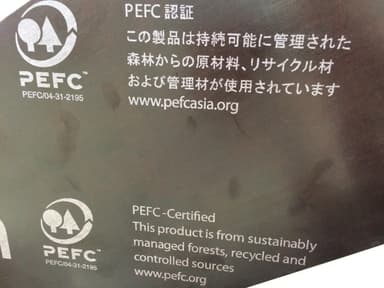 PEFC 認証
この製品は持続可能に管理された
森林からの原材料、リサイクル材
および管理材が使用されています
www.pefcasia.org
PEFC™
PEFC/04-31-2195
PEFC-Certified
This product is from sustainably
managed forests, recycled and
controlled sources
www.pefc.org
PEFC™
PEFC/04-31-2195